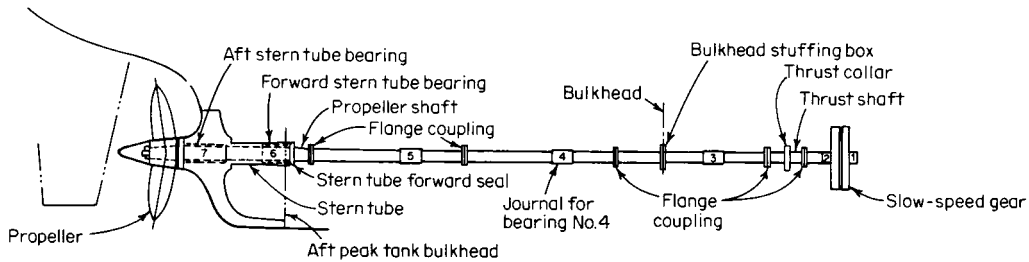 Aft stern tube bearing
Forward stern tube bearing
Propeller shaft
Flange coupling
Bulkhead
Bulkhead stuffing box
Thrust collar
Thrust shaft
7
6
5
4
3
2
1
Stern tube forward seal
Stern tube
Propeller
Aft peak tank bulkhead
Journal for
bearing No.4
Flange
coupling
Slow-speed gear